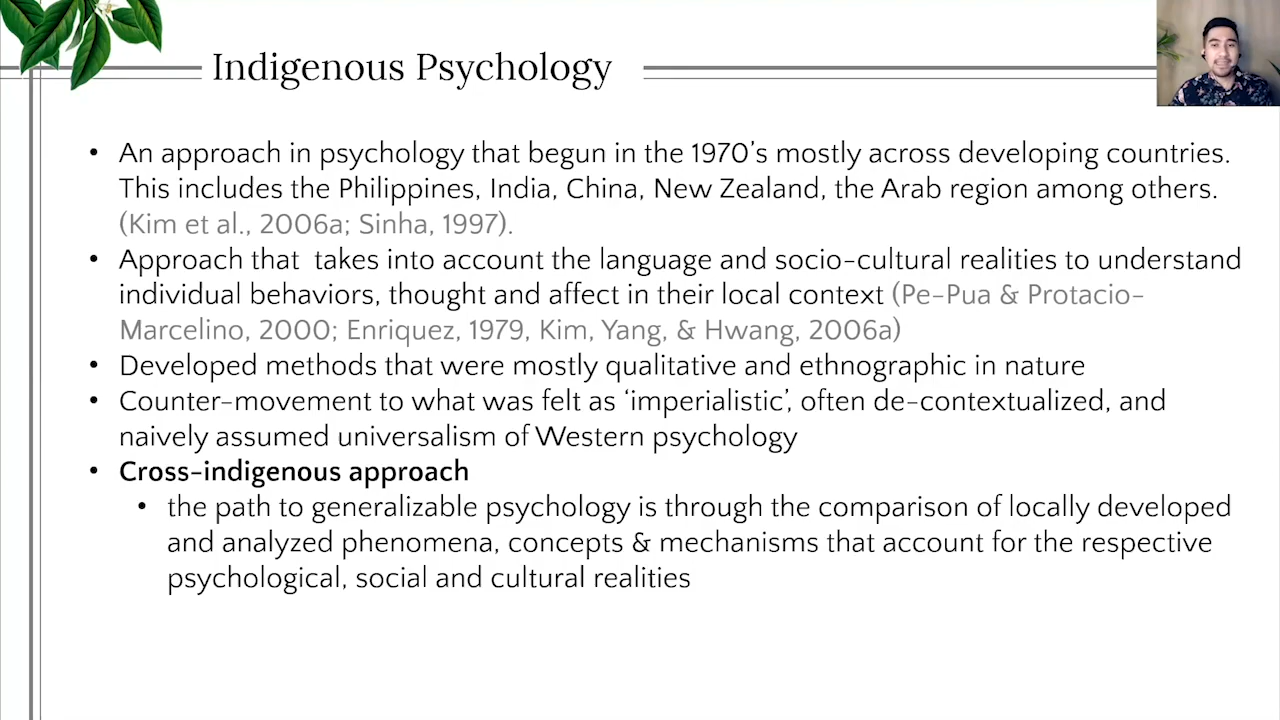 Indigenous Psychology
• An approach in psychology that begun in the 1970's mostly across developing countries.
This includes the Philippines, India, China, New Zealand, the Arab region among others.
(Kim et al., 2006a; Sinha, 1997).
• Approach that  takes into account the language and socio-cultural realities to understand
individual behaviors, thought and affect in their local context (Pe-Pua & Protacio-
Marcelino, 2000; Enriquez, 1979, Kim, Yang, & Hwang, 2006a)
• Developed methods that were mostly qualitative and ethnographic in nature
• Counter-movement to what was felt as ‘imperialistic’, often de-contextualized, and
naively assumed universalism of Western psychology
• Cross-indigenous approach
• the path to generalizable psychology is through the comparison of locally developed
and analyzed phenomena, concepts & mechanisms that account for the respective
psychological, social and cultural realities